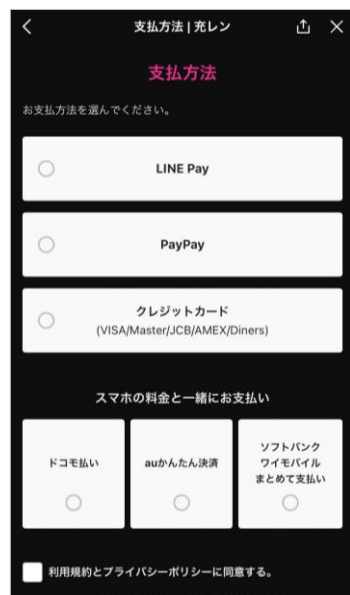 支払方法 | 充レン
支払方法
お支払方法を選んでください。
LINE Pay
PayPay
クレジットカード
(VISA/Master/JCB/AMEX/Diners)
スマホの料金と一緒にお支払い
ドコモ払い
auかんたん決済
ソフトバンク
ワイモバイル
まとめて支払い
利用規約とプライバシーポリシーに同意する。